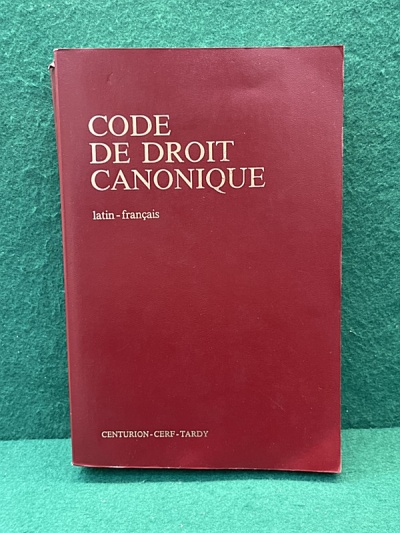 CODE
DE DROIT
CANONIQUE
latin-français
CENTURION-CERF-TARDY